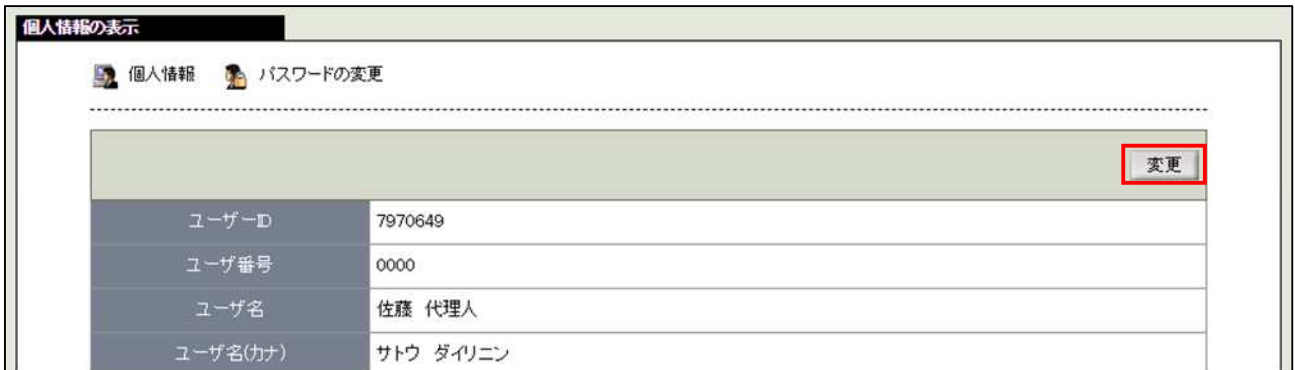 個人情報の表示
個人情報 パスワードの変更
変更
ユーザーID 7970649
ユーザ番号 0000
ユーザ名 佐藤 代理人
ユーザ名(カナ) サトウ ダイリニン